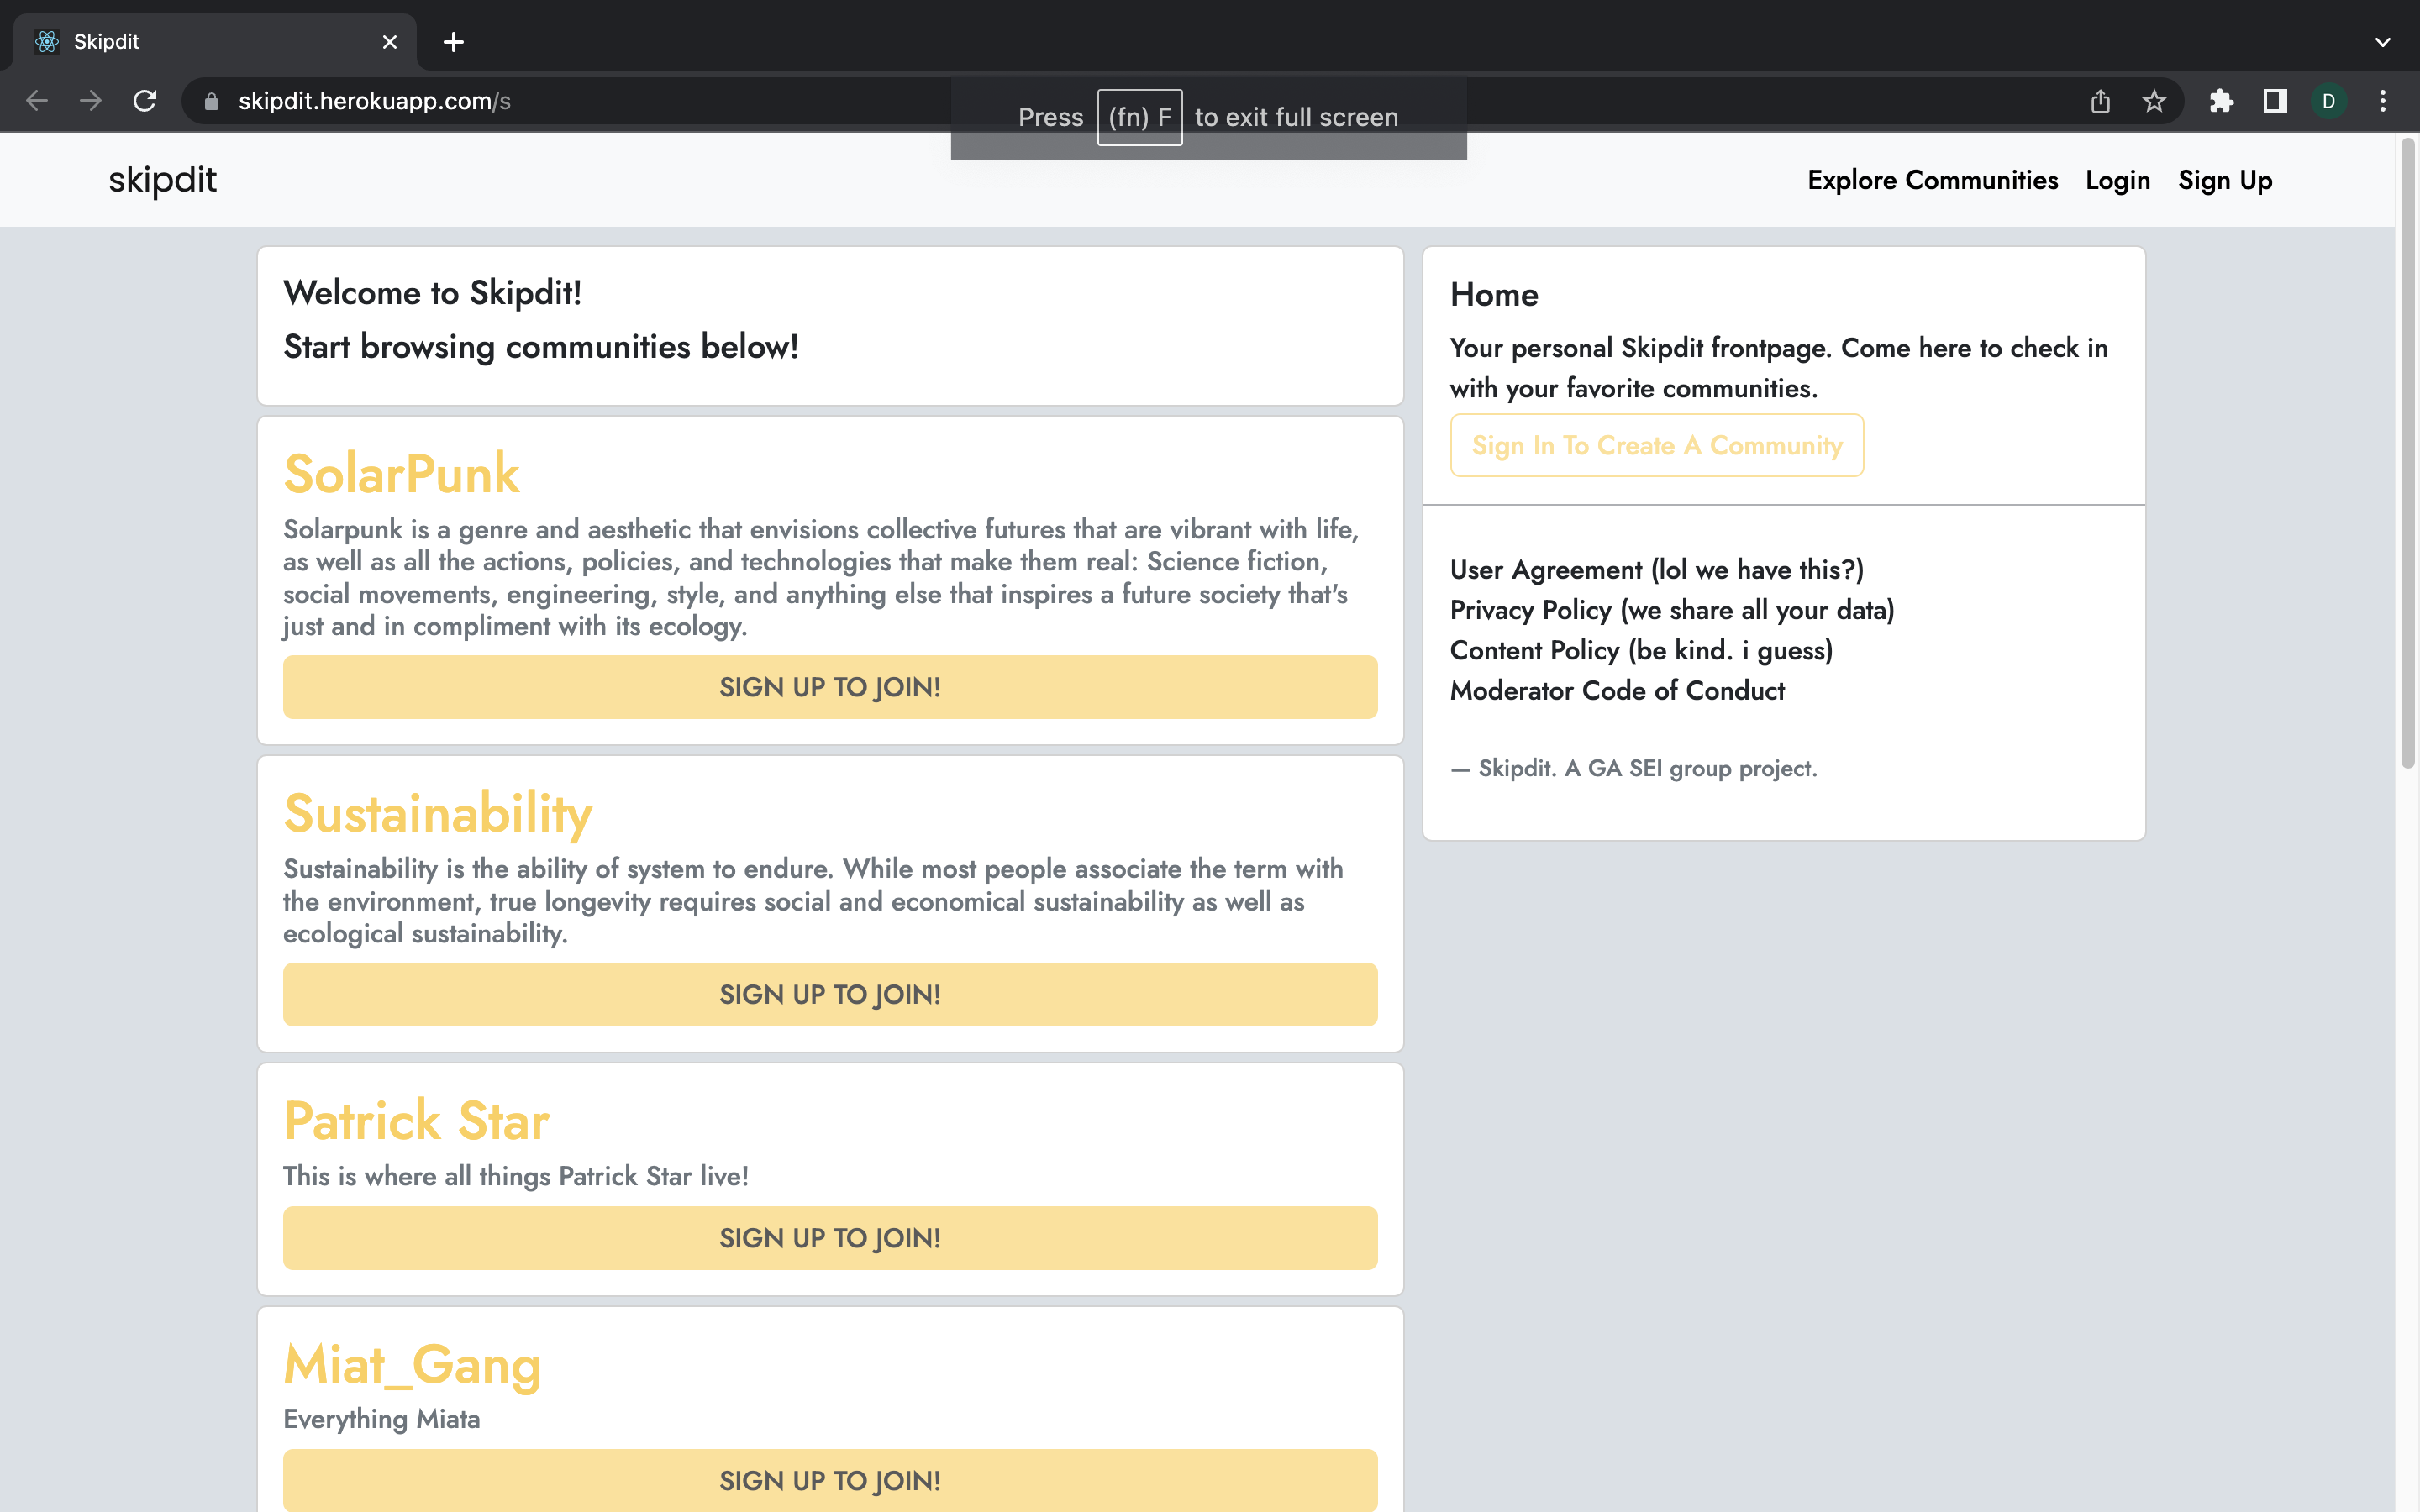 Skipdit
skipdit.herokuapp.com/s
D
Press (fn) F to exit full screen
skipdit
Explore Communities Login Sign Up
Welcome to Skipdit!
Start browsing communities below!
SolarPunk
Solarpunk is a genre and aesthetic that envisions collective futures that are vibrant with life,
as well as all the actions, policies, and technologies that make them real: Science fiction,
social movements, engineering, style, and anything else that inspires a future society that's
just and in compliment with its ecology.
SIGN UP TO JOIN!
Sustainability
Sustainability is the ability of system to endure. While most people associate the term with
the environment, true longevity requires social and economical sustainability as well as
ecological sustainability.
SIGN UP TO JOIN!
Patrick Star
This is where all things Patrick Star live!
SIGN UP TO JOIN!
Miat_Gang
Everything Miata
SIGN UP TO JOIN!
Home
Your personal Skipdit frontpage. Come here to check in
with your favorite communities.
Sign In To Create A Community
User Agreement (lol we have this?)
Privacy Policy (we share all your data)
Content Policy (be kind. i guess)
Moderator Code of Conduct
— Skipdit. A GA SEI group project.